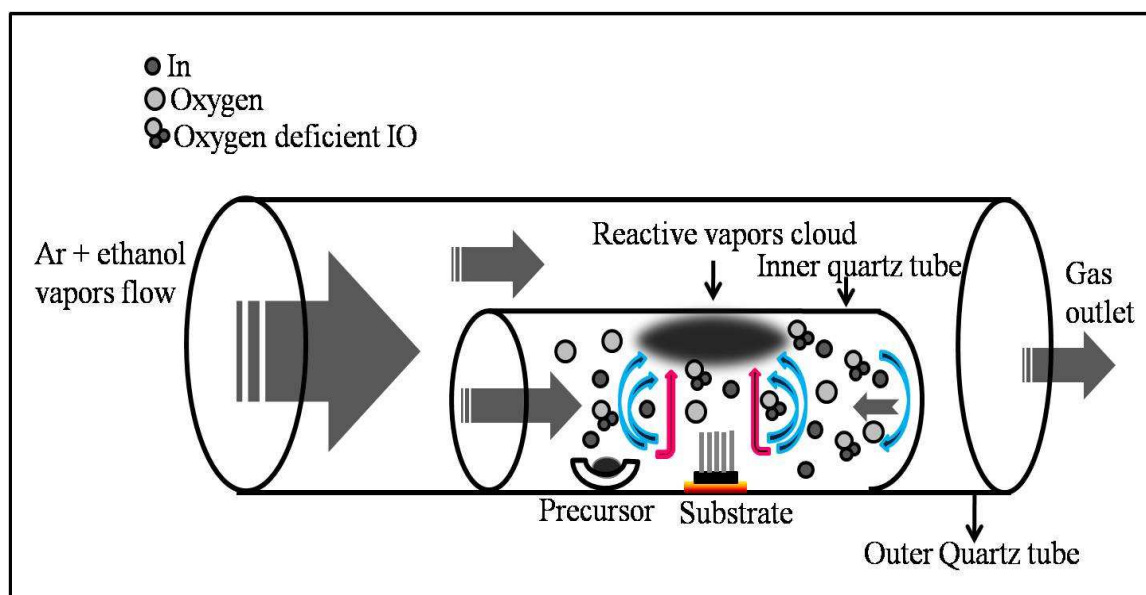 In
Oxygen
Oxygen deficient IO
Ar + ethanol
vapors flow
Reactive vapors cloud
Inner quartz tube
Gas
outlet
Precursor
Substrate
Outer Quartz tube